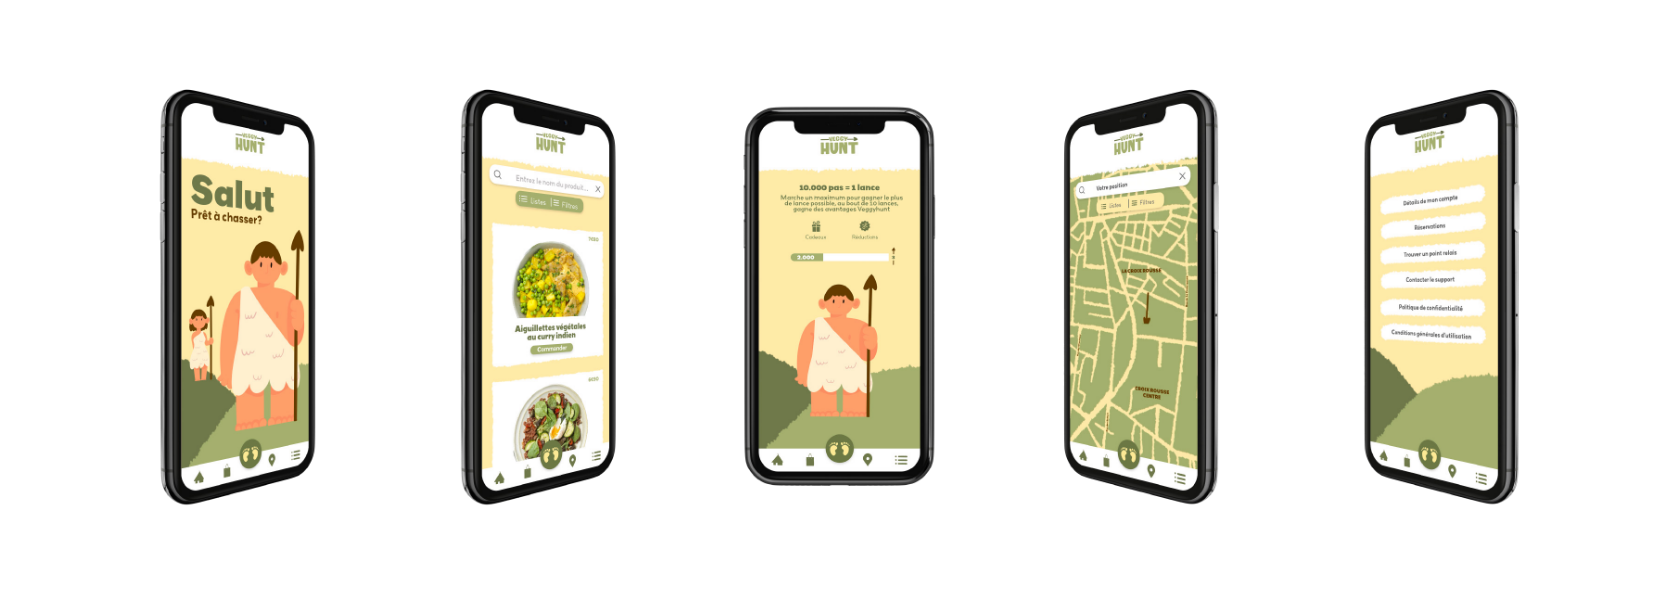 VEGGY
HUNT
Salut
Prêt à chasser?
VEGGY
HUNT
Entrez le nom du produit...
Listes
Filtres
Aiguillettes végétales
au curry indien
Commander
VEGGY
HUNT
10.000 pas = 1 lance
Marche un maximum pour gagner le plus
de lance possible, au bout de 10 lances,
gagne des avantages Veggyhunt
Cadeaux
Réductions
3.000
VEGGY
HUNT
Votre position
Listes
Filtres
LA CROIX ROUSSE
CROIX ROUSSE
CENTRE
VEGGY
HUNT
Détails de mon compte
Réservations
Trouver un point relais
Contacter le support
Politique de confidentialité
Conditions générales d'utilisation